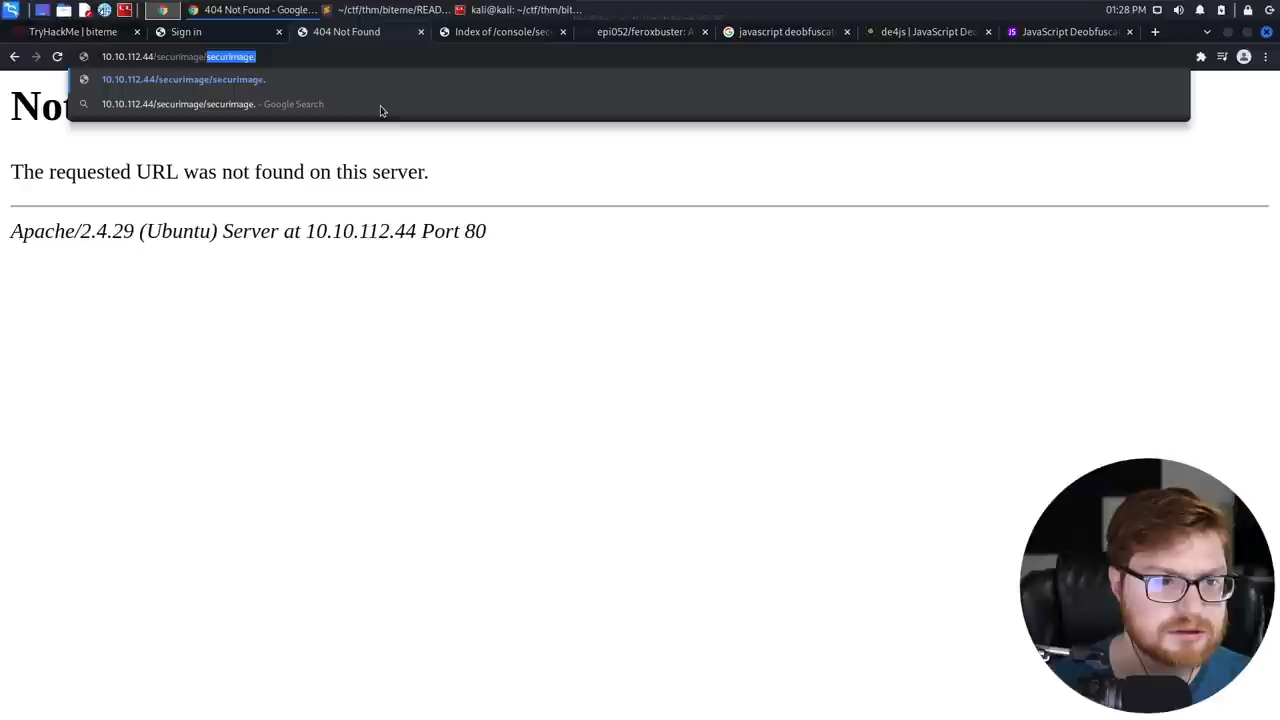 404 Not Found - Google...
~/ctf/thm/biteme/READ...
kali@kali: ~/ctf/thm/bit...
01:28 PM
TryHackMe | biteme
Sign in
404 Not Found
Index of /console/sec
epi052/feroxbuster: A
javascript deobfuscat
de4js | JavaScript De
JavaScript Deobfusca
10.10.112.44/securimage/securimage.
10.10.112.44/securimage/securimage.
10.10.112.44/securimage/securimage. - Google Search
Not
The requested URL was not found on this server.
Apache/2.4.29 (Ubuntu) Server at 10.10.112.44 Port 80